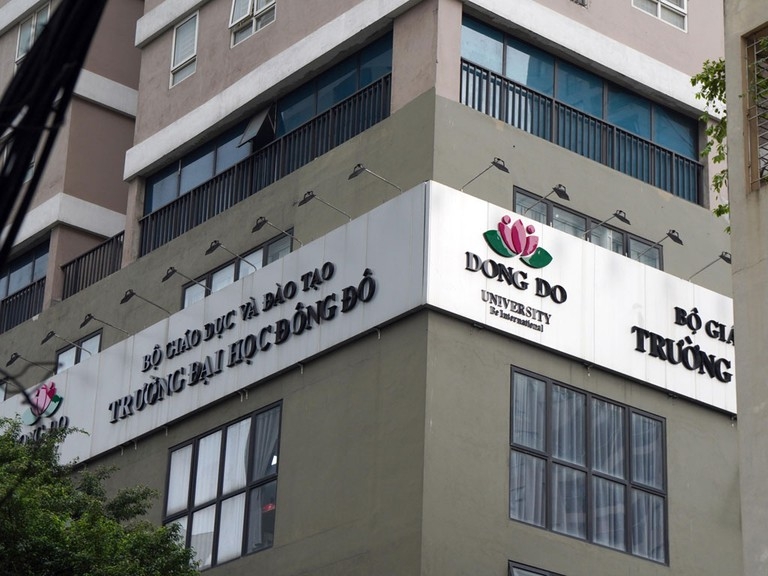 BỘ GIÁO DỤC VÀ ĐÀO TẠO
TRƯỜNG ĐẠI HỌC ĐÔNG ĐÔ
DONG DO
UNIVERSITY
Be International
BỘ GIÁ
TRƯỜNG
DO